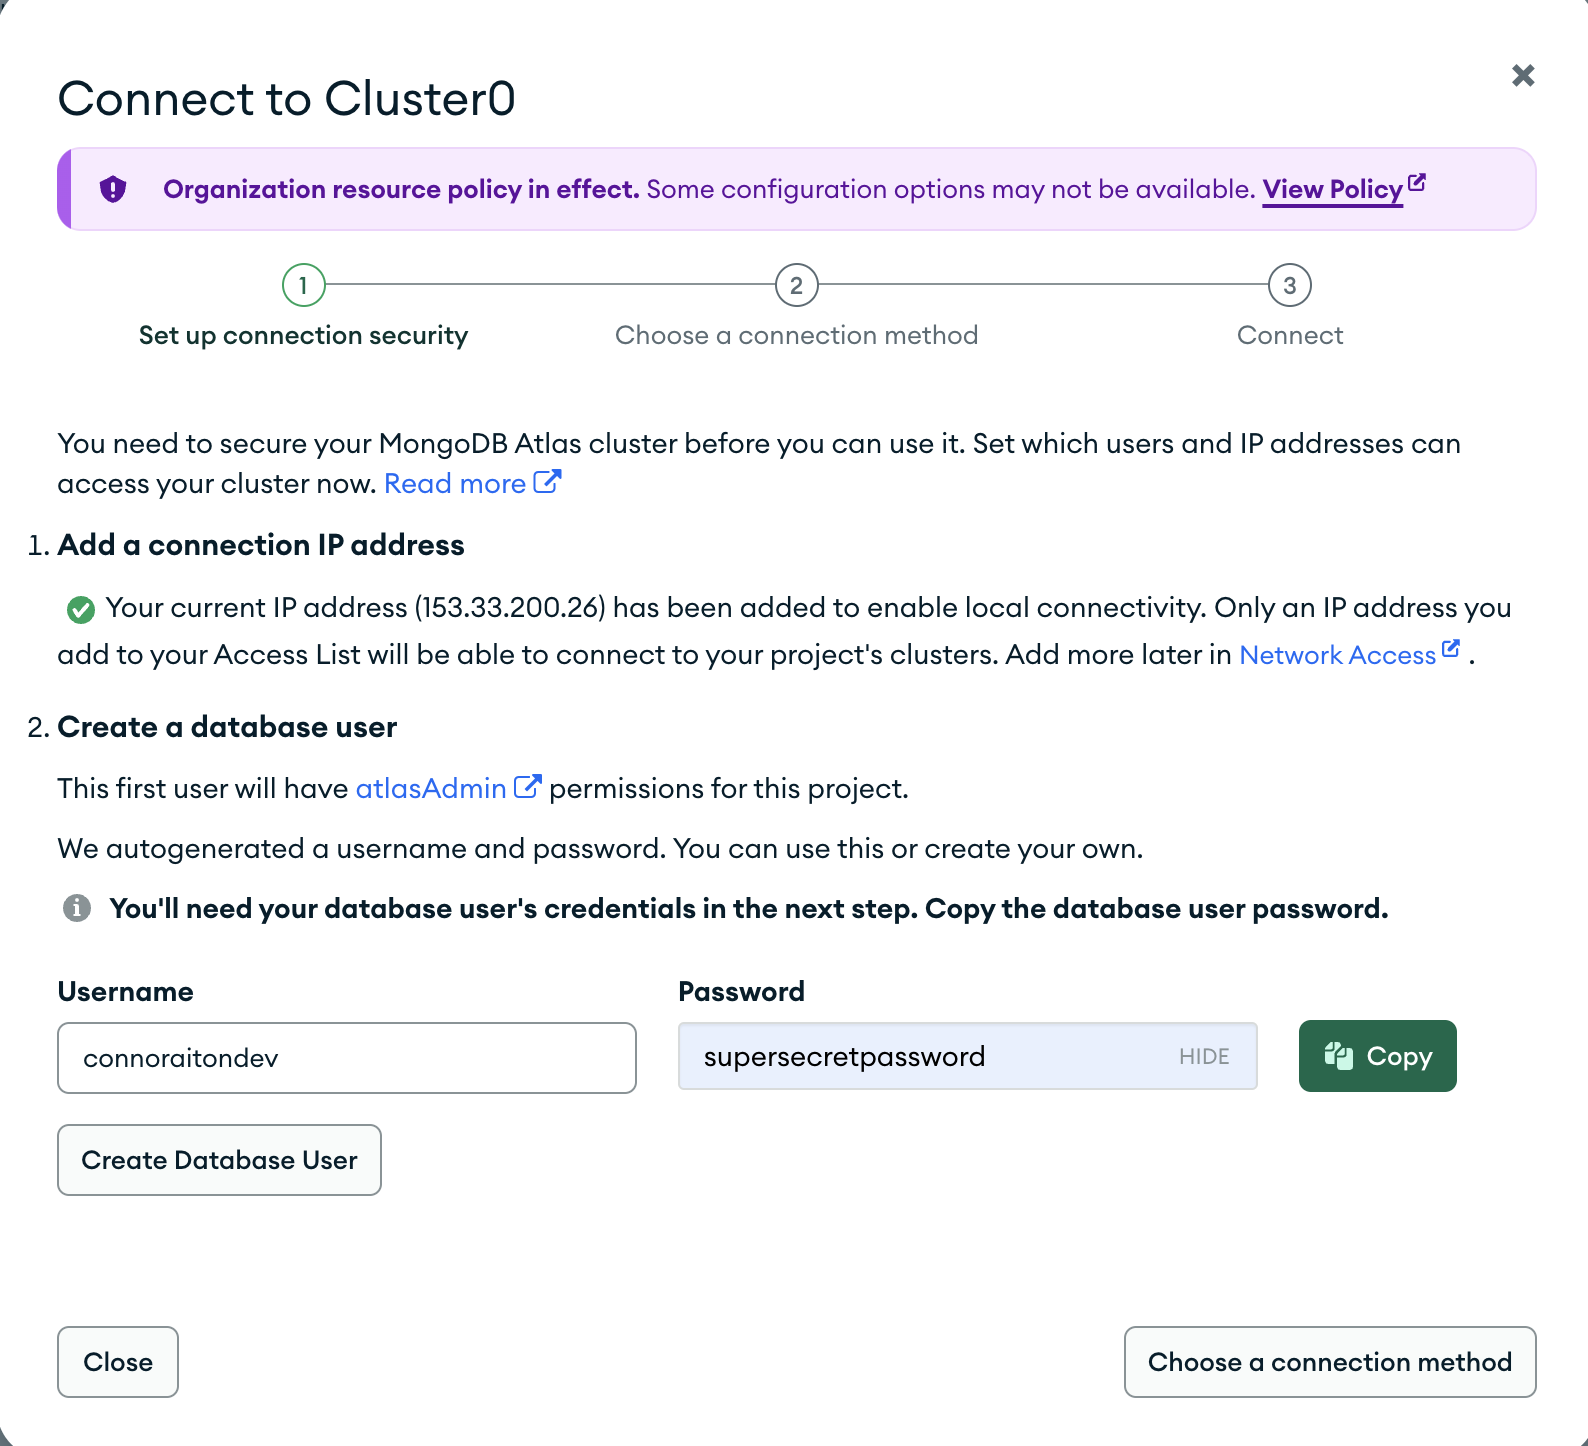 Connect to Cluster0
Organization resource policy in effect. Some configuration options may not be available. View Policy
1
2
3
Set up connection security
Choose a connection method
Connect
You need to secure your MongoDB Atlas cluster before you can use it. Set which users and IP addresses can
access your cluster now. Read more
1. Add a connection IP address
Your current IP address (153.33.200.26) has been added to enable local connectivity. Only an IP address you
add to your Access List will be able to connect to your project's clusters. Add more later in Network Access .
2. Create a database user
This first user will have atlasAdmin permissions for this project.
We autogenerated a username and password. You can use this or create your own.
You'll need your database user's credentials in the next step. Copy the database user password.
Username
Password
connoraitondev
supersecretpassword
HIDE
Copy
Create Database User
Close
Choose a connection method